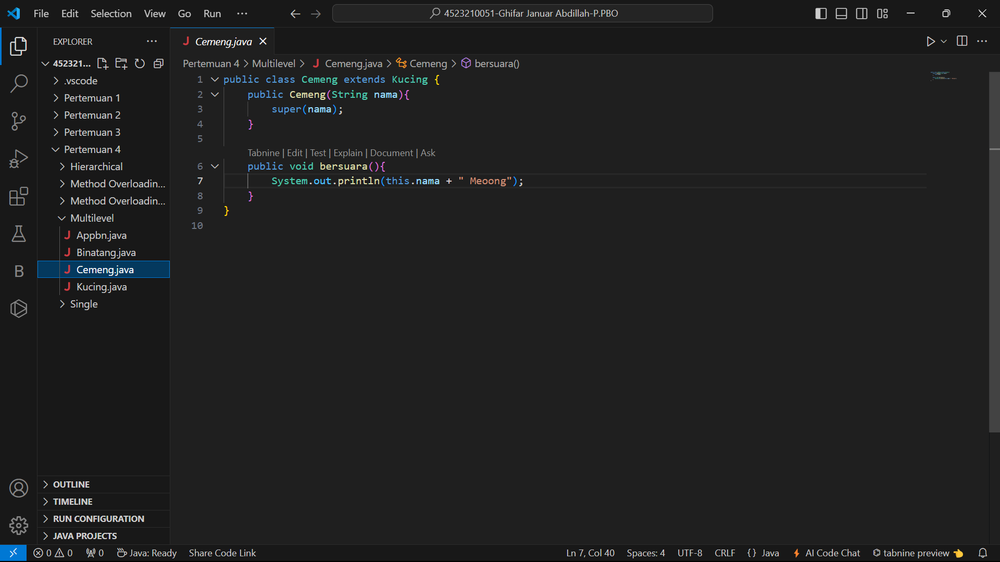 File Edit Selection View Go Run ···
4523210051-Ghifar Januar Abdillah-P.PBO
EXPLORER ···
452321...
.vscode
Pertemuan 1
Pertemuan 2
Pertemuan 3
Pertemuan 4
Hierarchical
Method Overloadin...
Method Overloadin...
Multilevel
J Appbn.java
J Binatang.java
J Cemeng.java
J Kucing.java
Single
OUTLINE
TIMELINE
RUN CONFIGURATION
JAVA PROJECTS
B
J Cemeng.java
Pertemuan 4 > Multilevel > J Cemeng.java > Cemeng > bersuara()
1 public class Cemeng extends Kucing {
2 public Cemeng(String nama){
3 super(nama);
4 }
5
Tabnine | Edit | Test | Explain | Document | Ask
6 public void bersuara(){
7 System.out.println(this.nama + " Meoong");
8 }
9 }
10
0 0 0 Java: Ready Share Code Link Ln 7, Col 40 Spaces: 4 UTF-8 CRLF {} Java AI Code Chat tabnine preview